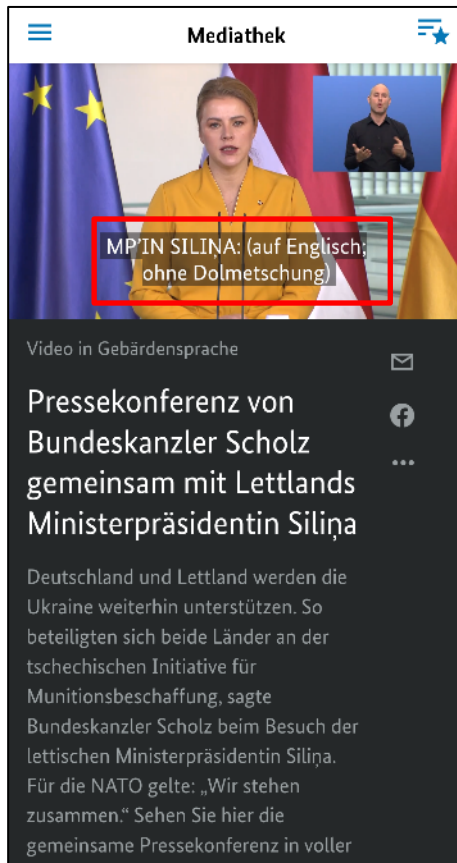 Mediathek
MP'IN SILIŅA: (auf Englisch;
ohne Dolmetschung)
Video in Gebärdensprache
Pressekonferenz von
Bundeskanzler Scholz
gemeinsam mit Lettlands
Ministerpräsidentin Siliņa
Deutschland und Lettland werden die
Ukraine weiterhin unterstützen. So
beteiligten sich beide Länder an der
tschechischen Initiative für
Munitionsbeschaffung, sagte
Bundeskanzler Scholz beim Besuch der
lettischen Ministerpräsidentin Siliņa.
Für die NATO gelte: „Wir stehen
zusammen.“ Sehen Sie hier die
gemeinsame Pressekonferenz in voller